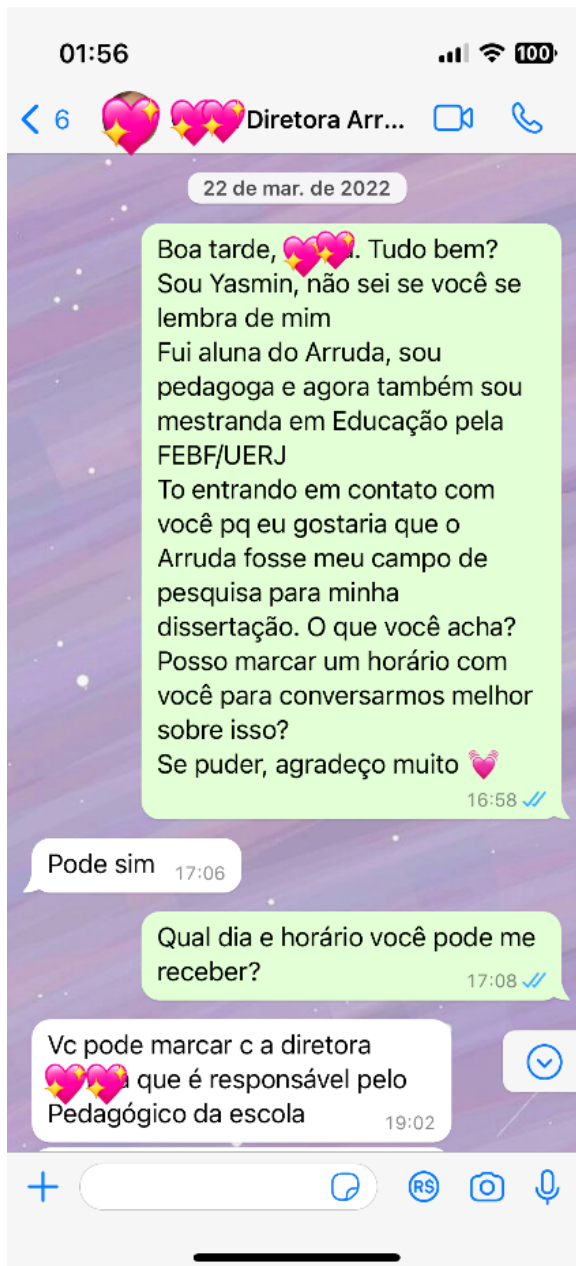 01:56
100
6
Diretora Arr...
22 de mar. de 2022
Boa tarde, . Tudo bem?
Sou Yasmin, não sei se você se
lembra de mim
Fui aluna do Arruda, sou
pedagoga e agora também sou
mestranda em Educação pela
FEBF/UERJ
To entrando em contato com
você pq eu gostaria que o
Arruda fosse meu campo de
pesquisa para minha
dissertação. O que você acha?
Posso marcar um horário com
você para conversarmos melhor
sobre isso?
Se puder, agradeço muito 💓
16:58
Pode sim
17:06
Qual dia e horário você pode me
receber?
17:08
Vc pode marcar c a diretora
que é responsável pelo
Pedagógico da escola
19:02
R$